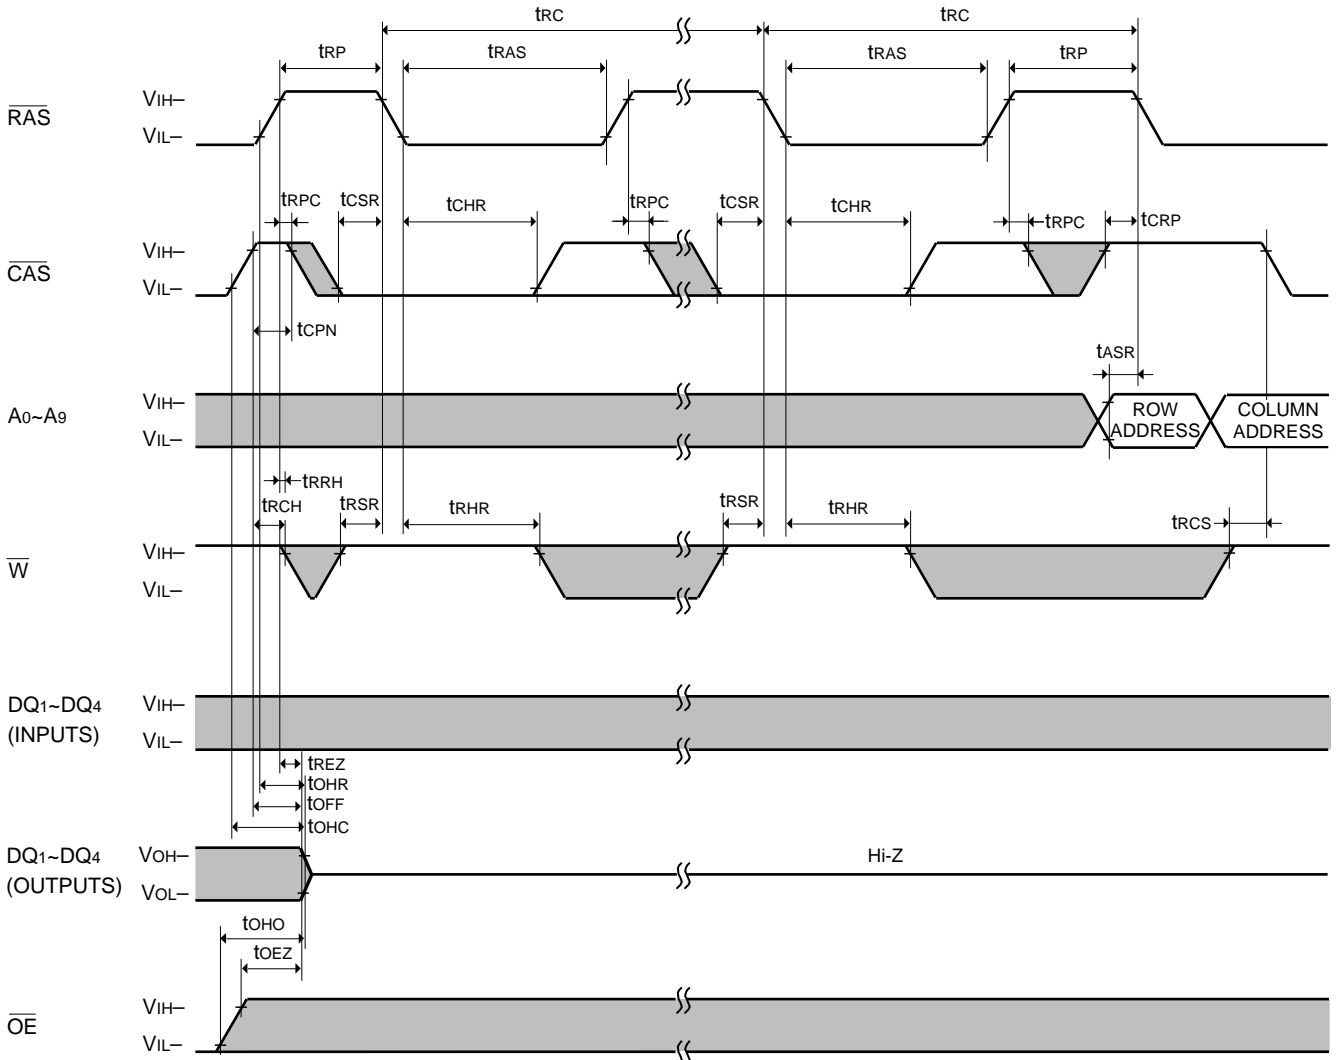 tRC tRC
tRP tRAS tRAS tRP
RAS VIH–
VIL–
tRPC tCSR tCHR tRPC tCSR tCHR tRPC tCRP
CAS VIH–
VIL–
tCPN
tASR
A0~A9 VIH–
VIL–
ROW ADDRESS
COLUMN ADDRESS
tRRH
tRCH tRSR tRHR tRSR tRHR tRCS
W VIH–
VIL–
DQ1~DQ4 (INPUTS) VIH–
VIL–
tREZ
tOHR
tOFF
tOHC
DQ1~DQ4 (OUTPUTS) VOH–
VOL–
Hi-Z
tOHO
tOEZ
OE VIH–
VIL–